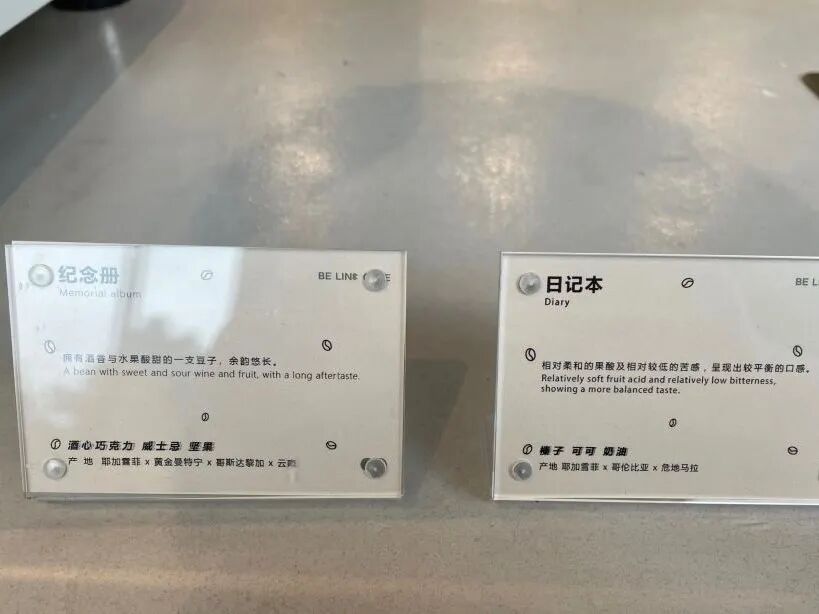 纪念册
Memorial album
BE LINE
拥有酒香与水果酸甜的一支豆子，余韵悠长。
A bean with sweet and sour wine and fruit, with a long aftertaste.
酒心巧克力 威士忌 坚果
产 地 耶加雪菲 x 黄金曼特宁 x 哥斯达黎加 x 云南
日记本
Diary
BE L
相对柔和的果酸及相对较低的苦感，呈现出较平衡的口感。
Relatively soft fruit acid and relatively low bitterness,
showing a more balanced taste.
榛子 可可 奶油
产地 耶加雪菲 x 哥伦比亚 x 危地马拉